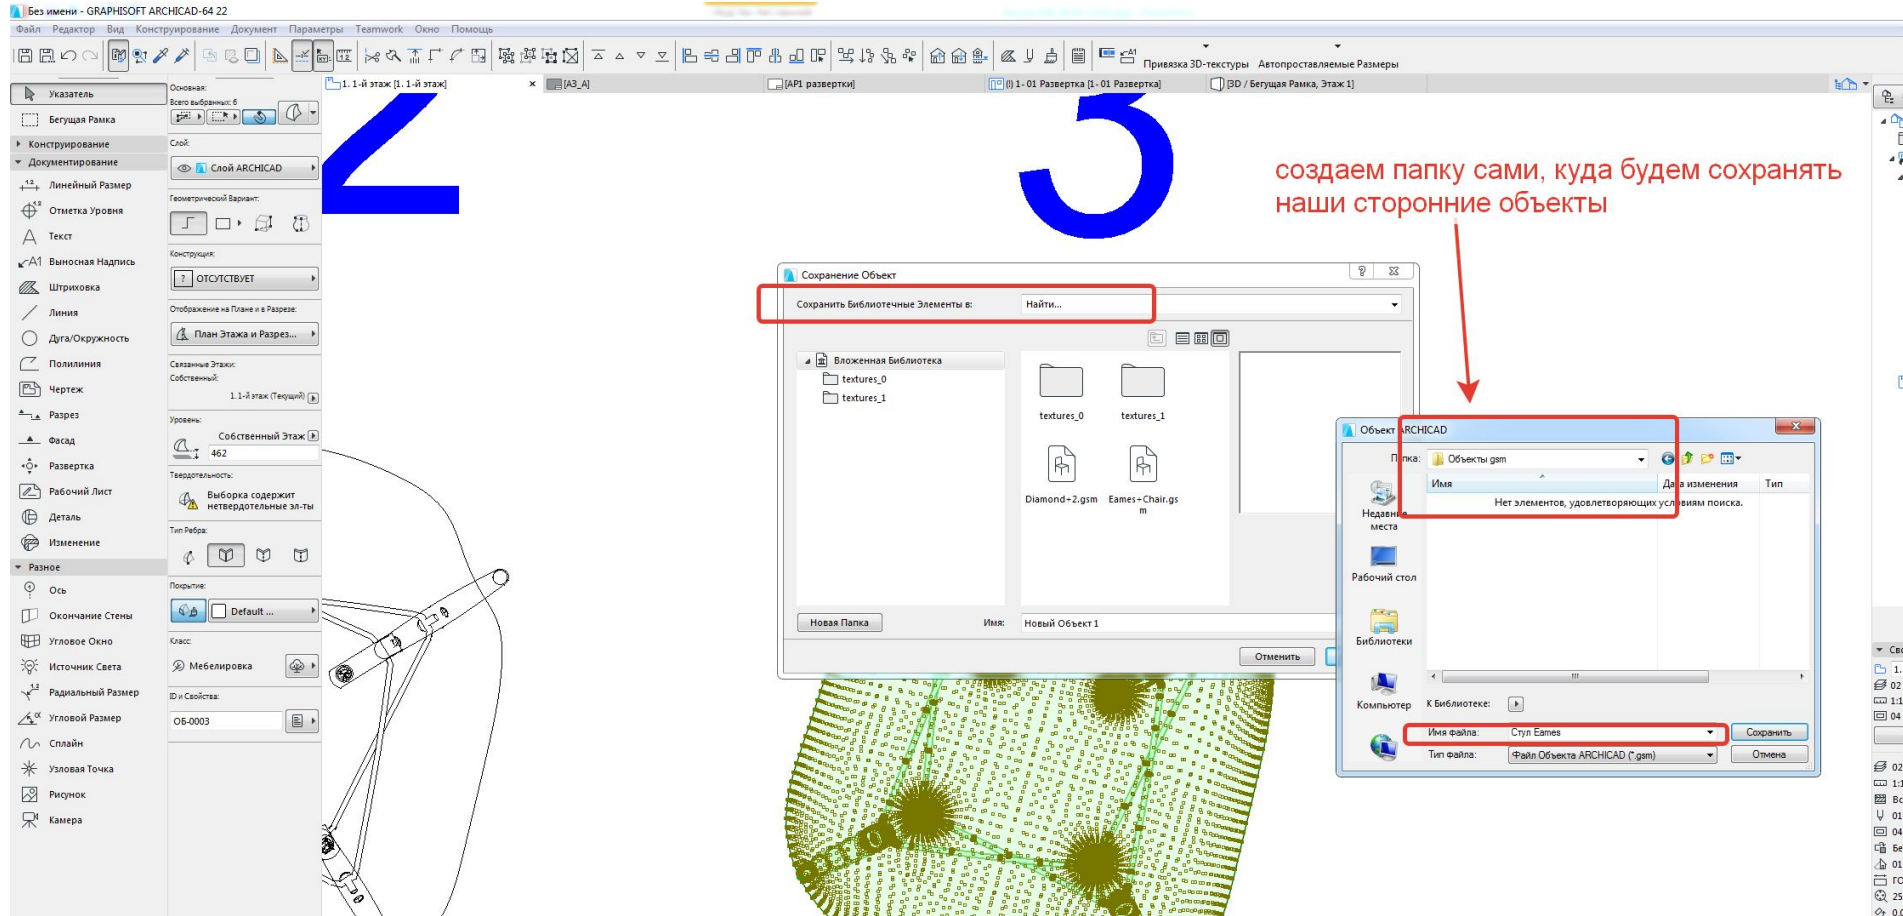 Без имени - GRAPHISOFT ARCHICAD-64 22
Файл Редактор Вид Конструирование Документ Параметры Teamwork Окно Помощь
Привязка 3D-текстуры Автопроставляемые Размеры
1. 1-й этаж [1. 1-й этаж]
[A3_A]
[АР1 развертки]
(!) 1- 01 Развертка [1- 01 Развертка]
[3D / Бегущая Рамка, Этаж 1]
Указатель
Бегущая Рамка
Конструирование
Документирование
Линейный Размер
Отметка Уровня
Текст
Выносная Надпись
Штриховка
Линия
Дуга/Окружность
Полилиния
Чертеж
Разрез
Фасад
Развертка
Рабочий Лист
Деталь
Изменение
Разное
Ось
Окончание Стены
Угловое Окно
Источник Света
Радиальный Размер
Угловой Размер
Сплайн
Узловая Точка
Рисунок
Камера
Основная:
Всего выбранных: 6
Слой:
Слой ARCHICAD
Геометрический Вариант:
Конструкция:
? ОТСУТСТВУЕТ
Отображение на Плане и в Разрезе:
План Этажа и Разрез...
Связанные Этажи:
Собственный:
1. 1-й этаж (Текущий)
Уровень:
Собственный Этаж
462
Твердотельность:
Выборка содержит
нетвердотельные эл-ты
Тип Ребра:
Покрытие:
Default ...
Класс:
Мебелировка
ID и Свойства:
ОБ-0003
2
3
создаем папку сами, куда будем сохранять
наши сторонние объекты
Сохранение Объект
Сохранить Библиотечные Элементы в:
Найти...
Вложенная Библиотека
textures_0
textures_1
textures_0
textures_1
Diamond+2.gsm
Eames+Chair.gs
m
Новая Папка
Имя:
Новый Объект 1
Отменить
Объект ARCHICAD
Папка:
Объекты gsm
Имя
Дата изменения
Тип
Нет элементов, удовлетворяющих условиям поиска.
Недавние
места
Рабочий стол
Библиотеки
Компьютер
К Библиотеке:
Имя файла:
Стул Eames
Сохранить
Тип файла:
Файл Объекта ARCHICAD (*.gsm)
Отмена